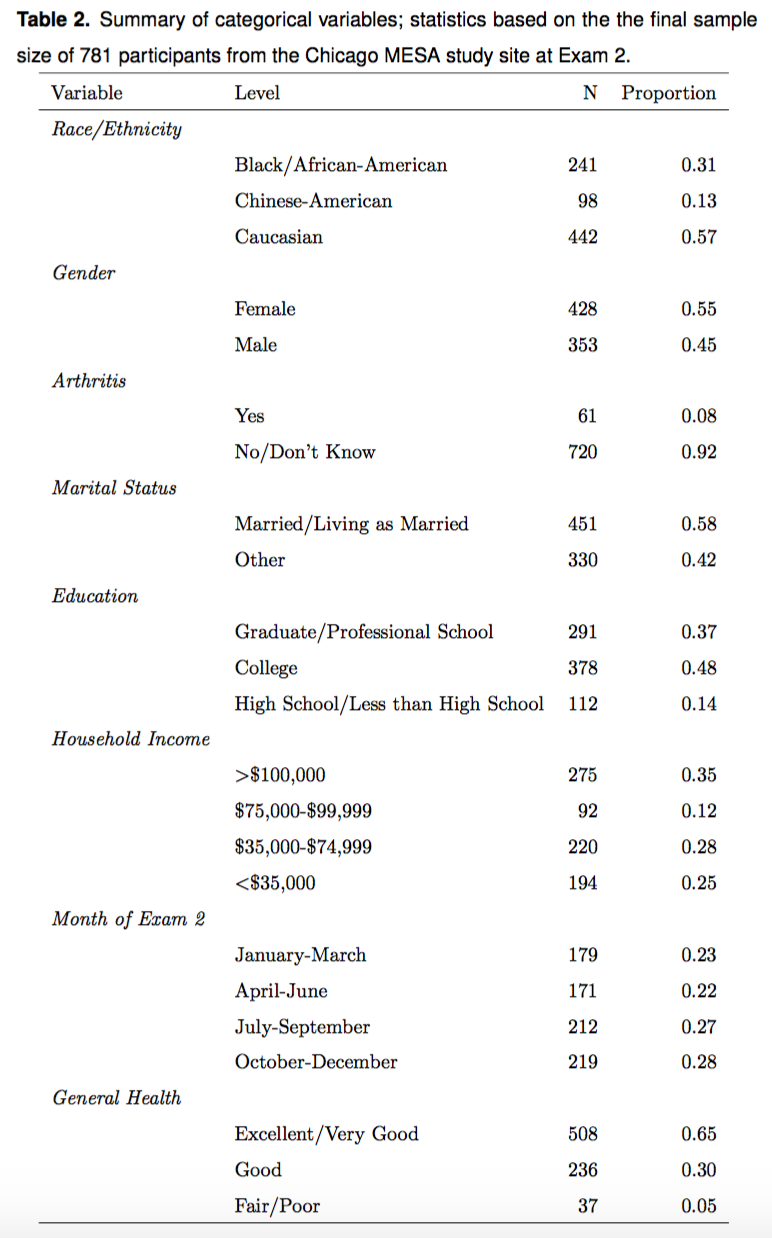 Table 2. Summary of categorical variables; statistics based on the the final sample
size of 781 participants from the Chicago MESA study site at Exam 2.
Variable Level N Proportion
Race/Ethnicity
Black/African-American 241 0.31
Chinese-American 98 0.13
Caucasian 442 0.57
Gender
Female 428 0.55
Male 353 0.45
Arthritis
Yes 61 0.08
No/Don't Know 720 0.92
Marital Status
Married/Living as Married 451 0.58
Other 330 0.42
Education
Graduate/Professional School 291 0.37
College 378 0.48
High School/Less than High School 112 0.14
Household Income
>$100,000 275 0.35
$75,000-$99,999 92 0.12
$35,000-$74,999 220 0.28
<$35,000 194 0.25
Month of Exam 2
January-March 179 0.23
April-June 171 0.22
July-September 212 0.27
October-December 219 0.28
General Health
Excellent/Very Good 508 0.65
Good 236 0.30
Fair/Poor 37 0.05